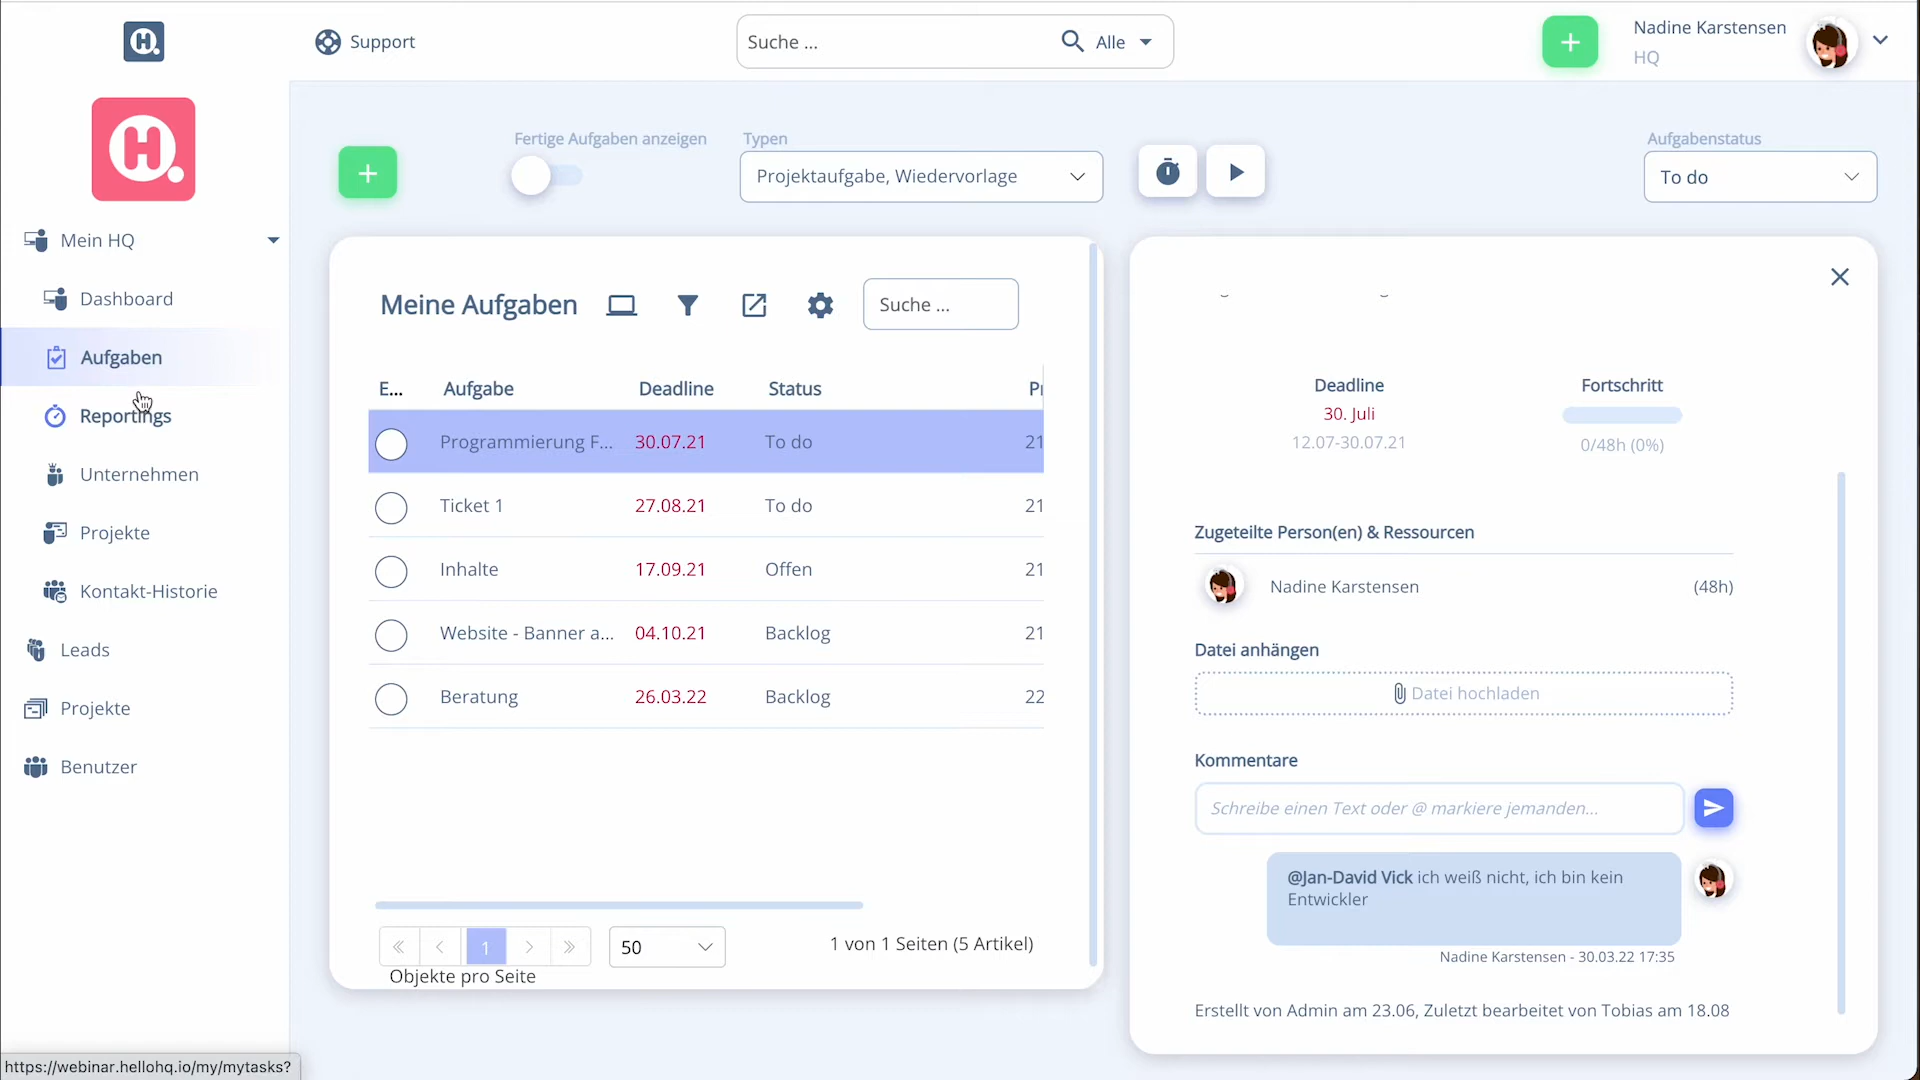 Support
Suche ...
Alle
Nadine Karstensen
HQ
Mein HQ
Dashboard
Aufgaben
Reportings
Unternehmen
Projekte
Kontakt-Historie
Leads
Projekte
Benutzer
Fertige Aufgaben anzeigen
Typen
Projektaufgabe, Wiedervorlage
Aufgabenstatus
To do
Meine Aufgaben
Suche ...
E... Aufgabe Deadline Status
Programmierung F... 30.07.21 To do 21
Ticket 1 27.08.21 To do 21
Inhalte 17.09.21 Offen 21
Website - Banner a... 04.10.21 Backlog 21
Beratung 26.03.22 Backlog 22
1
50
1 von 1 Seiten (5 Artikel)
Objekte pro Seite
Deadline
30. Juli
12.07-30.07.21
Fortschritt
0/48h (0%)
Zugeteilte Person(en) & Ressourcen
Nadine Karstensen (48h)
Datei anhängen
Datei hochladen
Kommentare
Schreibe einen Text oder @ markiere jemanden...
@Jan-David Vick ich weiß nicht, ich bin kein
Entwickler
Nadine Karstensen - 30.03.22 17:35
Erstellt von Admin am 23.06, Zuletzt bearbeitet von Tobias am 18.08
https://webinar.hellohq.io/my/mytasks?